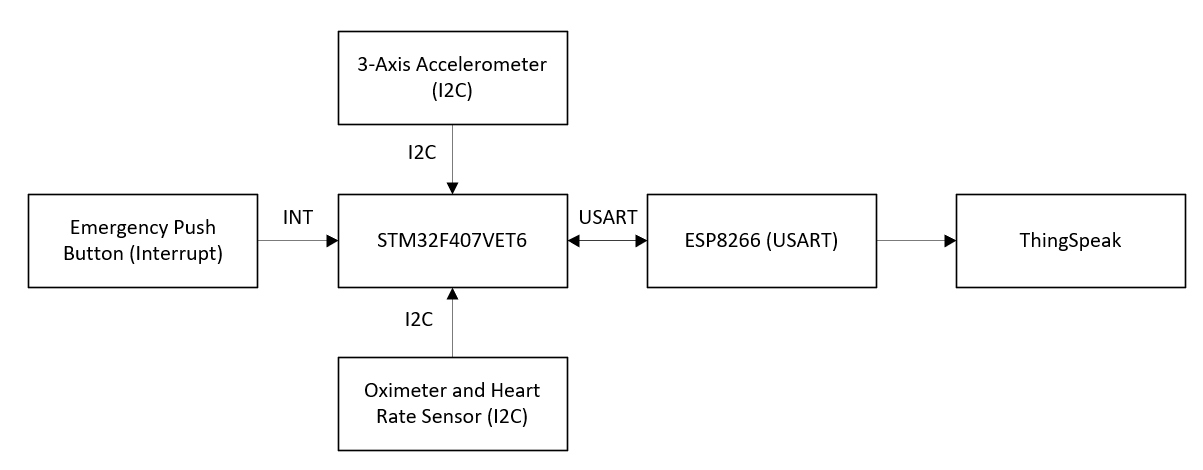 3-Axis Accelerometer
(I2C)
I2C
Emergency Push
Button (Interrupt)
INT
STM32F407VET6
USART
ESP8266 (USART)
ThingSpeak
I2C
Oximeter and Heart
Rate Sensor (I2C)